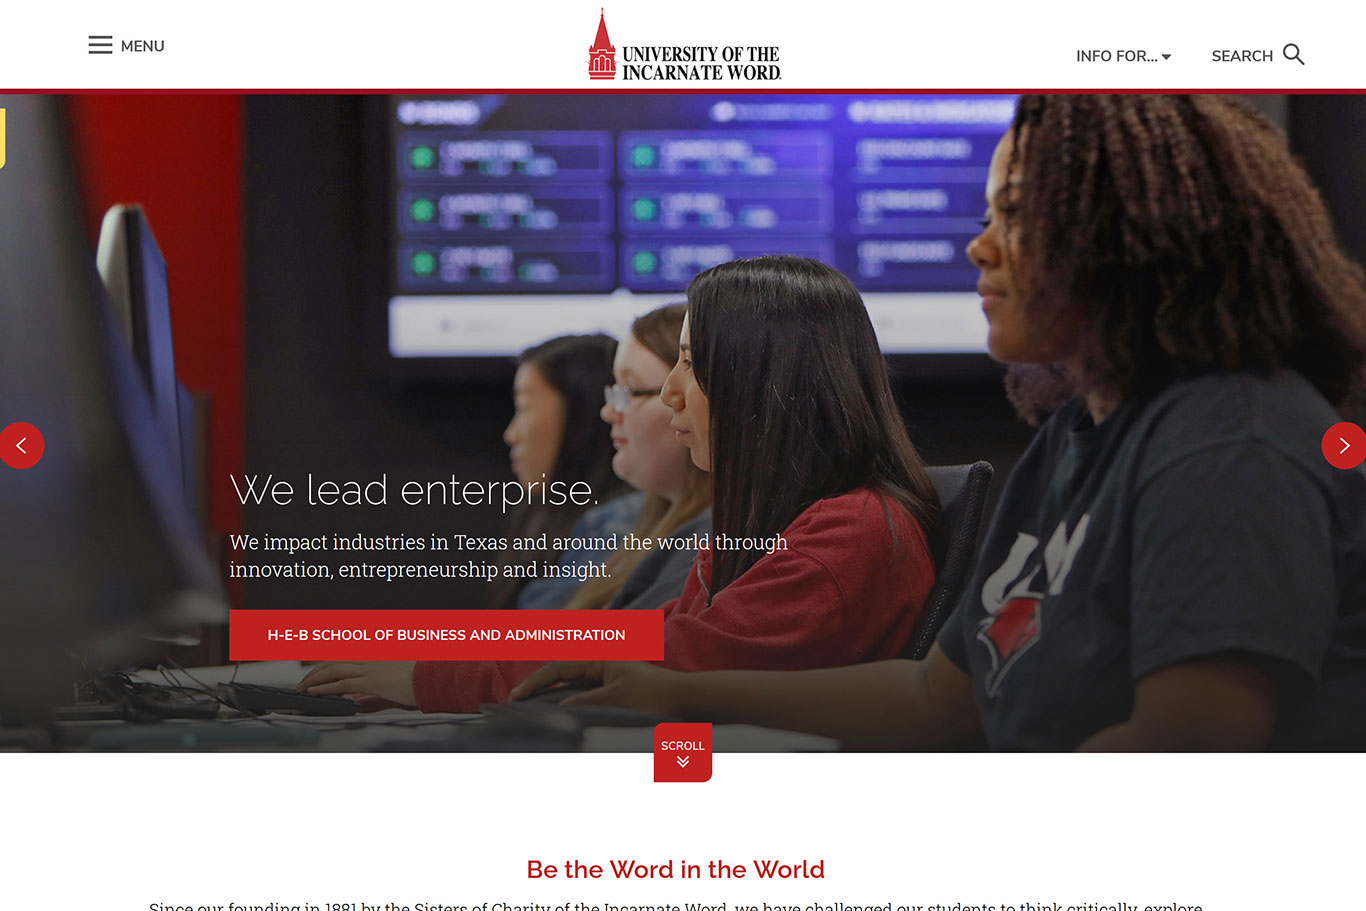 MENU
UNIVERSITY OF THE
INCARNATE WORD
INFO FOR...
SEARCH
We lead enterprise.
We impact industries in Texas and around the world through
innovation, entrepreneurship and insight.
H-E-B SCHOOL OF BUSINESS AND ADMINISTRATION
SCROLL
Be the Word in the World
Since our founding in 1881 by the Sisters of Charity of the Incarnate Word, we have challenged our students to think critically, explore